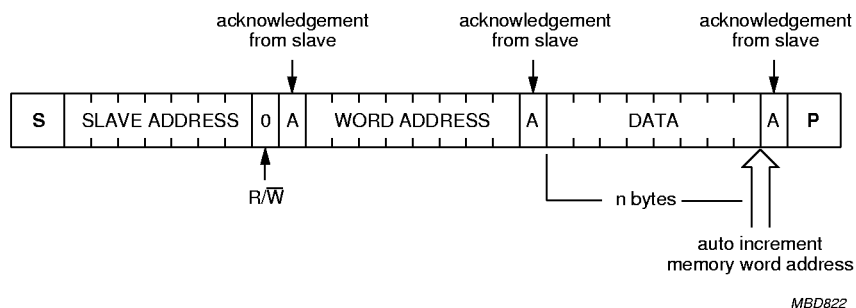 acknowledgement from slave
acknowledgement from slave
acknowledgement from slave
S SLAVE ADDRESS 0 A WORD ADDRESS A DATA A P
R/W̅
n bytes
auto increment
memory word address
MBD822